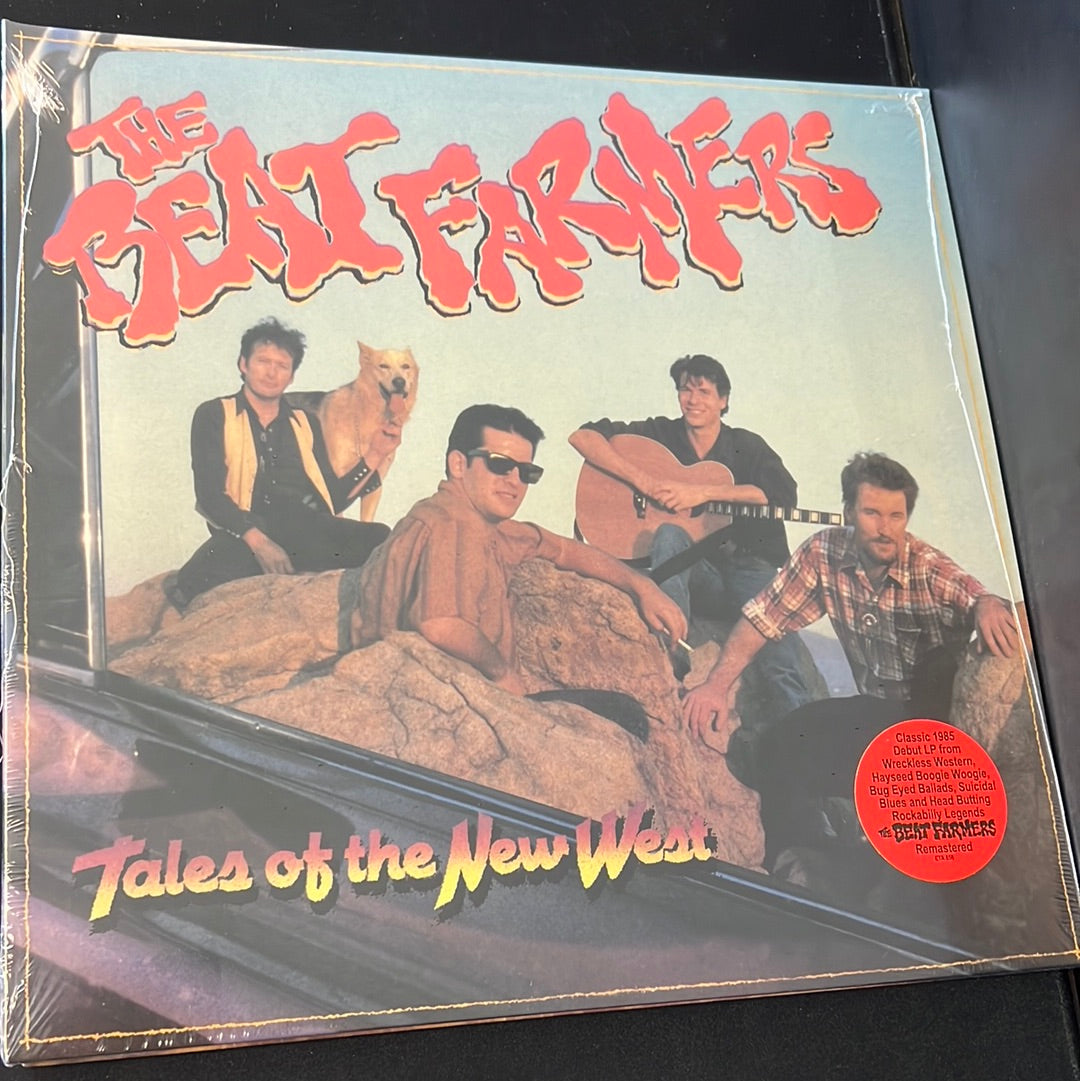 THE
BEAT FARMERS
Tales of the New West
Classic 1985
Debut LP from
Wreckless Western,
Hayseed Boogie Woogie,
Bug Eyed Ballads, Suicidal
Blues and Head Butting
Rockabilly Legends
THE BEAT FARMERS
Remastered